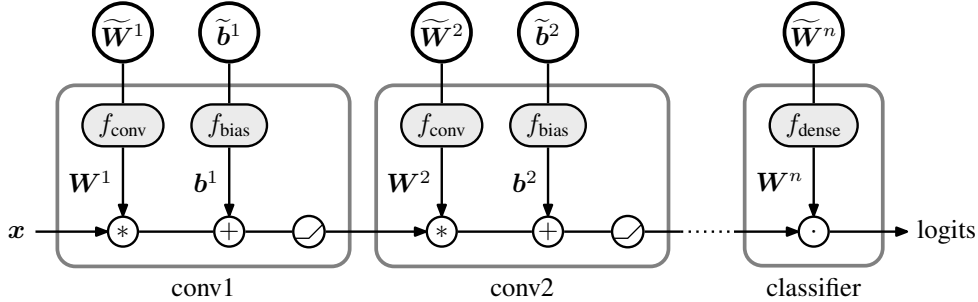 W̃¹ b̃¹ W̃² b̃² W̃ⁿ
f_conv f_bias f_conv f_bias f_dense
W¹ b¹ W² b² Wⁿ
x * + * + · logits
conv1 conv2 classifier